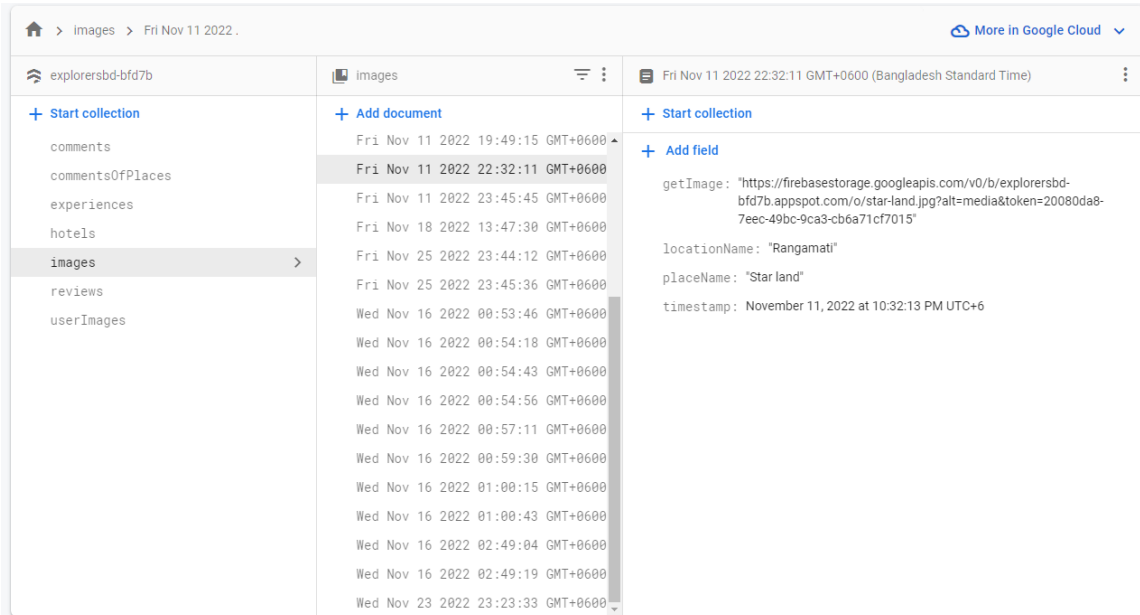 images
Fri Nov 11 2022 .
More in Google Cloud
explorersbd-bfd7b
Start collection
comments
commentsOfPlaces
experiences
hotels
images
reviews
userImages
images
Add document
Fri Nov 11 2022 19:49:15 GMT+0600
Fri Nov 11 2022 22:32:11 GMT+0600
Fri Nov 11 2022 23:45:45 GMT+0600
Fri Nov 18 2022 13:47:30 GMT+0600
Fri Nov 25 2022 23:44:12 GMT+0600
Fri Nov 25 2022 23:45:36 GMT+0600
Wed Nov 16 2022 00:53:46 GMT+0600
Wed Nov 16 2022 00:54:18 GMT+0600
Wed Nov 16 2022 00:54:43 GMT+0600
Wed Nov 16 2022 00:54:56 GMT+0600
Wed Nov 16 2022 00:57:11 GMT+0600
Wed Nov 16 2022 00:59:30 GMT+0600
Wed Nov 16 2022 01:00:15 GMT+0600
Wed Nov 16 2022 01:00:43 GMT+0600
Wed Nov 16 2022 02:49:04 GMT+0600
Wed Nov 16 2022 02:49:19 GMT+0600
Wed Nov 23 2022 23:23:33 GMT+0600
Fri Nov 11 2022 22:32:11 GMT+0600 (Bangladesh Standard Time)
Start collection
Add field
getImage: "https://firebasestorage.googleapis.com/v0/b/explorersbd-
bfd7b.appspot.com/o/star-land.jpg?alt=media&token=20080da8-
7eec-49bc-9ca3-cb6a71cf7015"
locationName: "Rangamati"
placeName: "Star land"
timestamp: November 11, 2022 at 10:32:13 PM UTC+6